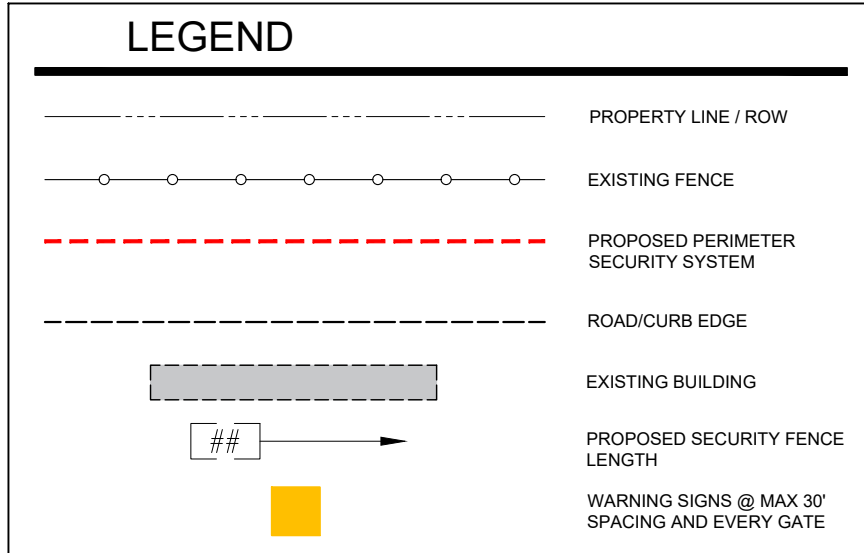 LEGEND
PROPERTY LINE / ROW
EXISTING FENCE
PROPOSED PERIMETER
SECURITY SYSTEM
ROAD/CURB EDGE
EXISTING BUILDING
##
PROPOSED SECURITY FENCE
LENGTH
WARNING SIGNS @ MAX 30'
SPACING AND EVERY GATE